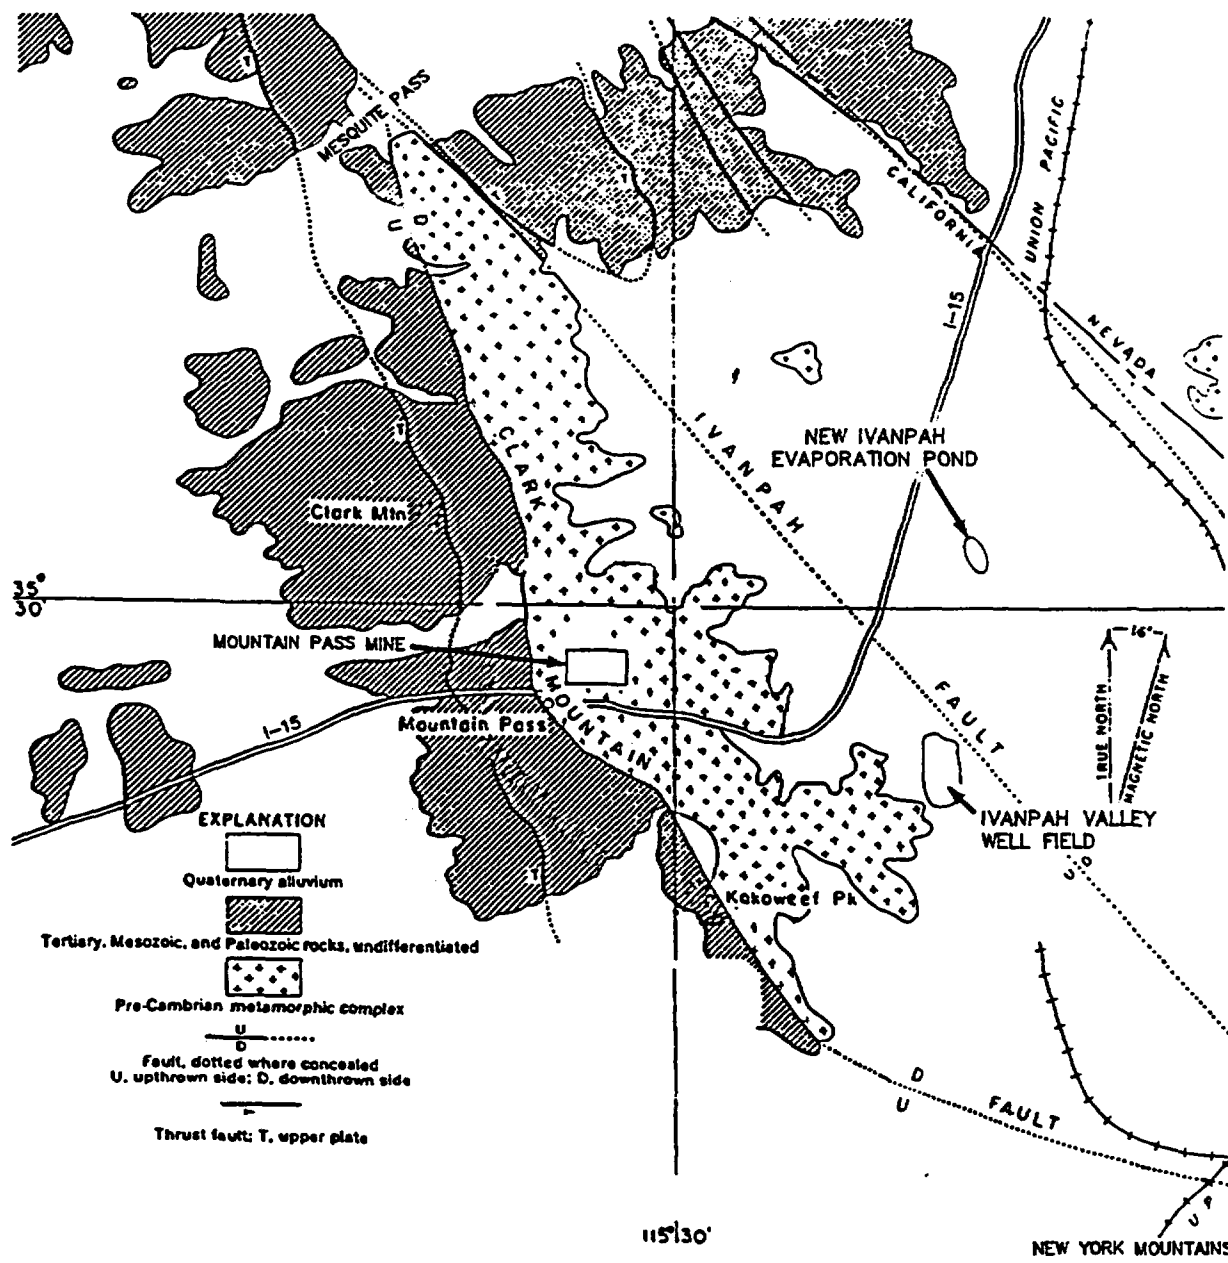 MESQUITE PASS
T
T
T
D
U
CALIFORNIA
UNION PACIFIC
I-15
NEVADA
IVANPAH
NEW IVANPAH
EVAPORATION POND
CLARK
T
Clark Mtn
35°
30'
MOUNTAIN PASS MINE
16°
TRUE NORTH
MAGNETIC NORTH
MOUNTAIN
FAULT
Mountain Pass
I-15
IVANPAH VALLEY
WELL FIELD
D
U
EXPLANATION
Quaternary alluvium
T
Kokoweef Pk
Tertiary, Mesozoic, and Paleozoic rocks, undifferentiated
Pre-Cambrian metamorphic complex
U
D
Fault, dotted where concealed
U, upthrown side; D, downthrown side
T
Thrust fault; T, upper plate
D
U
FAULT
115°30'
U
NEW YORK MOUNTAINS